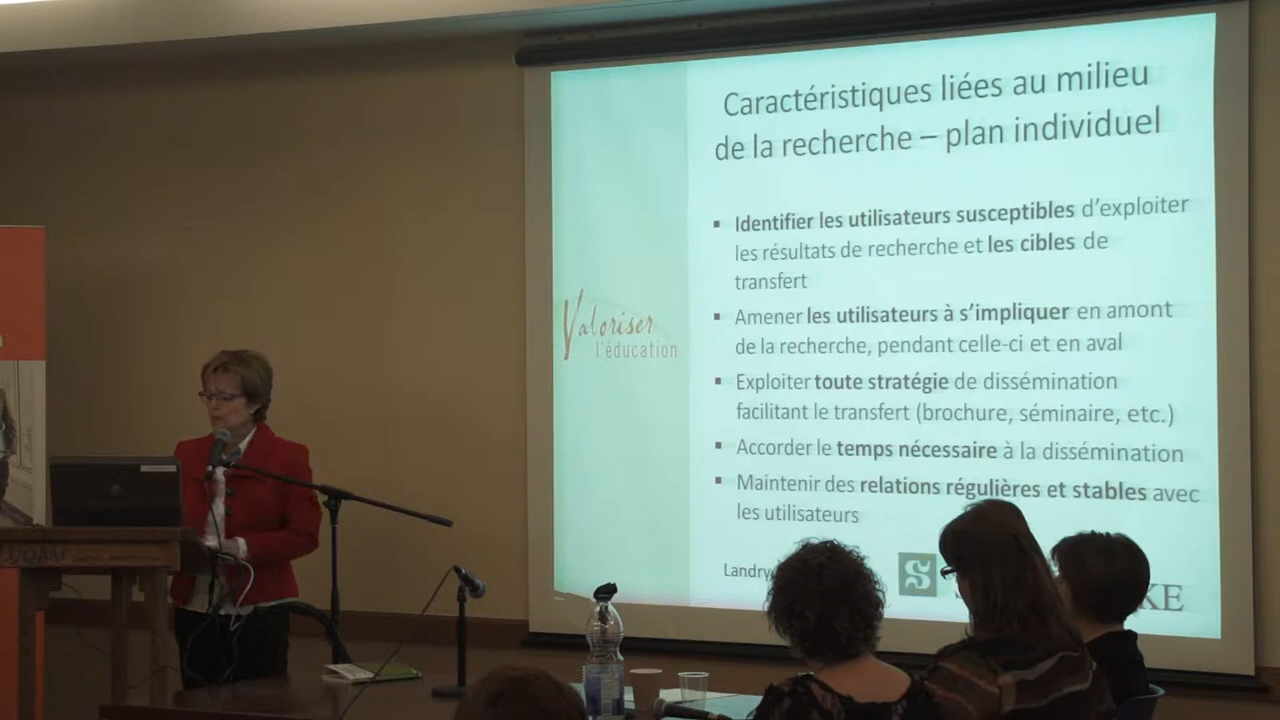 Caractéristiques liées au milieu
de la recherche – plan individuel
▪ Identifier les utilisateurs susceptibles d'exploiter
les résultats de recherche et les cibles de
transfert
▪ Amener les utilisateurs à s'impliquer en amont
de la recherche, pendant celle-ci et en aval
▪ Exploiter toute stratégie de dissémination
facilitant le transfert (brochure, séminaire, etc.)
▪ Accorder le temps nécessaire à la dissémination
▪ Maintenir des relations régulières et stables avec
les utilisateurs
Valoriser
l'éducation
Landry
S
KE